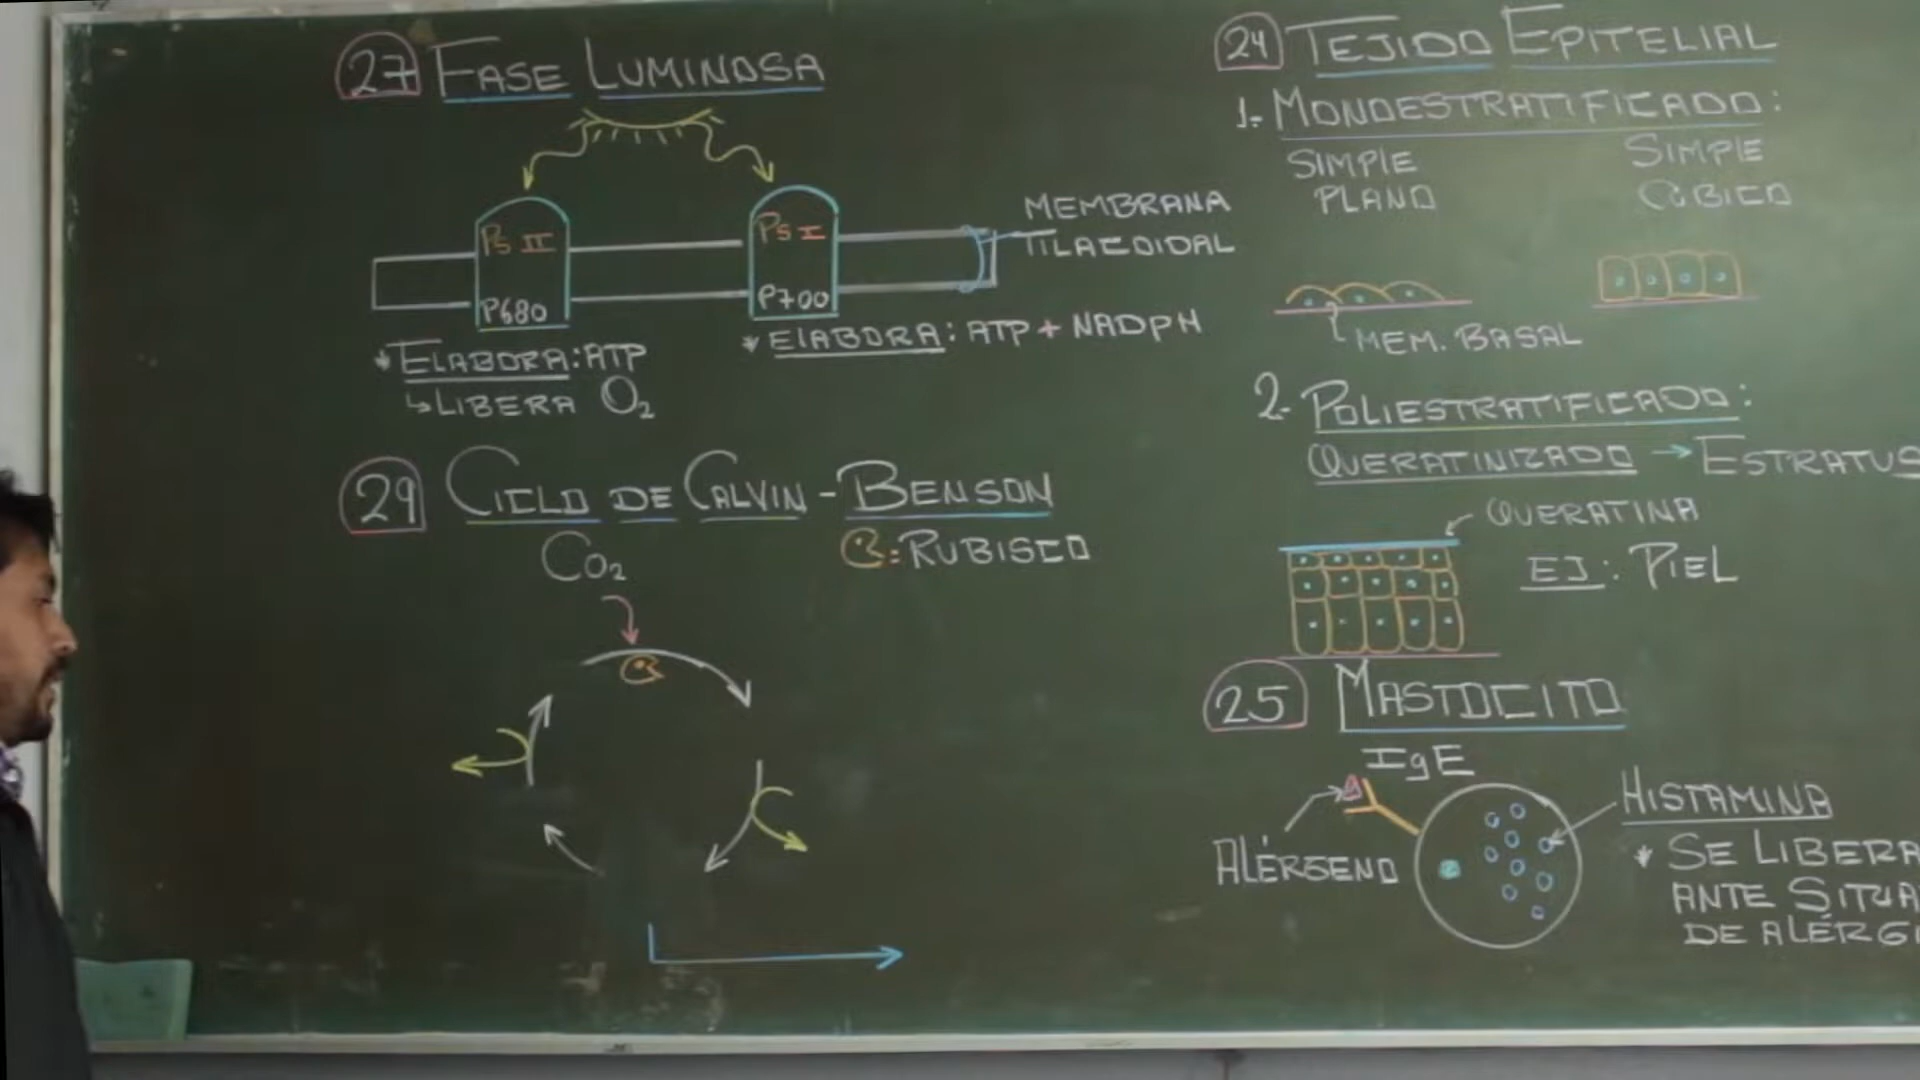 27 FASE LUMINOSA
PS II
P680
PS I
P700
MEMBRANA
TILACOIDAL
* ELABORA: ATP
↳ LIBERA O₂
* ELABORA: ATP + NADPH
29 CICLO DE CALVIN - BENSON
CO₂
: RUBISCO
24 TEJIDO EPITELIAL
1.- MONOESTRATIFICADO:
SIMPLE
PLANO
SIMPLE
CÚBICO
MEM. BASAL
2.- POLIESTRATIFICADO:
QUERATINIZADO → ESTRATUS
QUERATINA
EJ: PIEL
25 MASTOCITO
IgE
ALÉRGENO
HISTAMINA
* SE LIBERA
ANTE SITUA
DE ALÉRGI